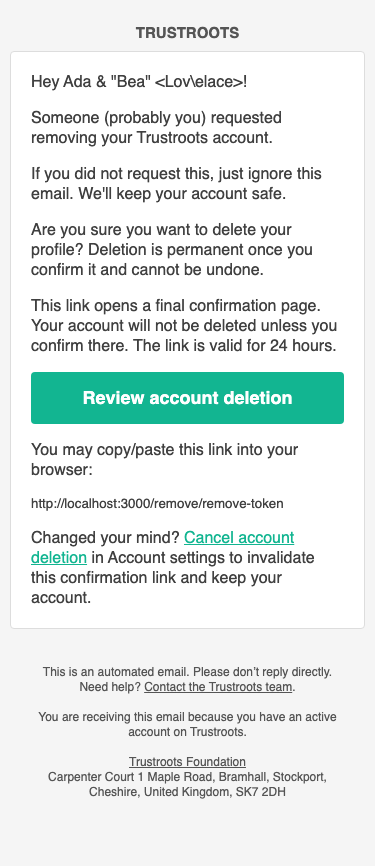 TRUSTROOTS
Hey Ada & "Bea" <Lov\elace>!
Someone (probably you) requested
removing your Trustroots account.
If you did not request this, just ignore this
email. We'll keep your account safe.
Are you sure you want to delete your
profile? Deletion is permanent once you
confirm it and cannot be undone.
This link opens a final confirmation page.
Your account will not be deleted unless you
confirm there. The link is valid for 24 hours.
Review account deletion
You may copy/paste this link into your
browser:
http://localhost:3000/remove/remove-token
Changed your mind? Cancel account
deletion in Account settings to invalidate
this confirmation link and keep your
account.
This is an automated email. Please don’t reply directly.
Need help? Contact the Trustroots team.
You are receiving this email because you have an active
account on Trustroots.
Trustroots Foundation
Carpenter Court 1 Maple Road, Bramhall, Stockport,
Cheshire, United Kingdom, SK7 2DH